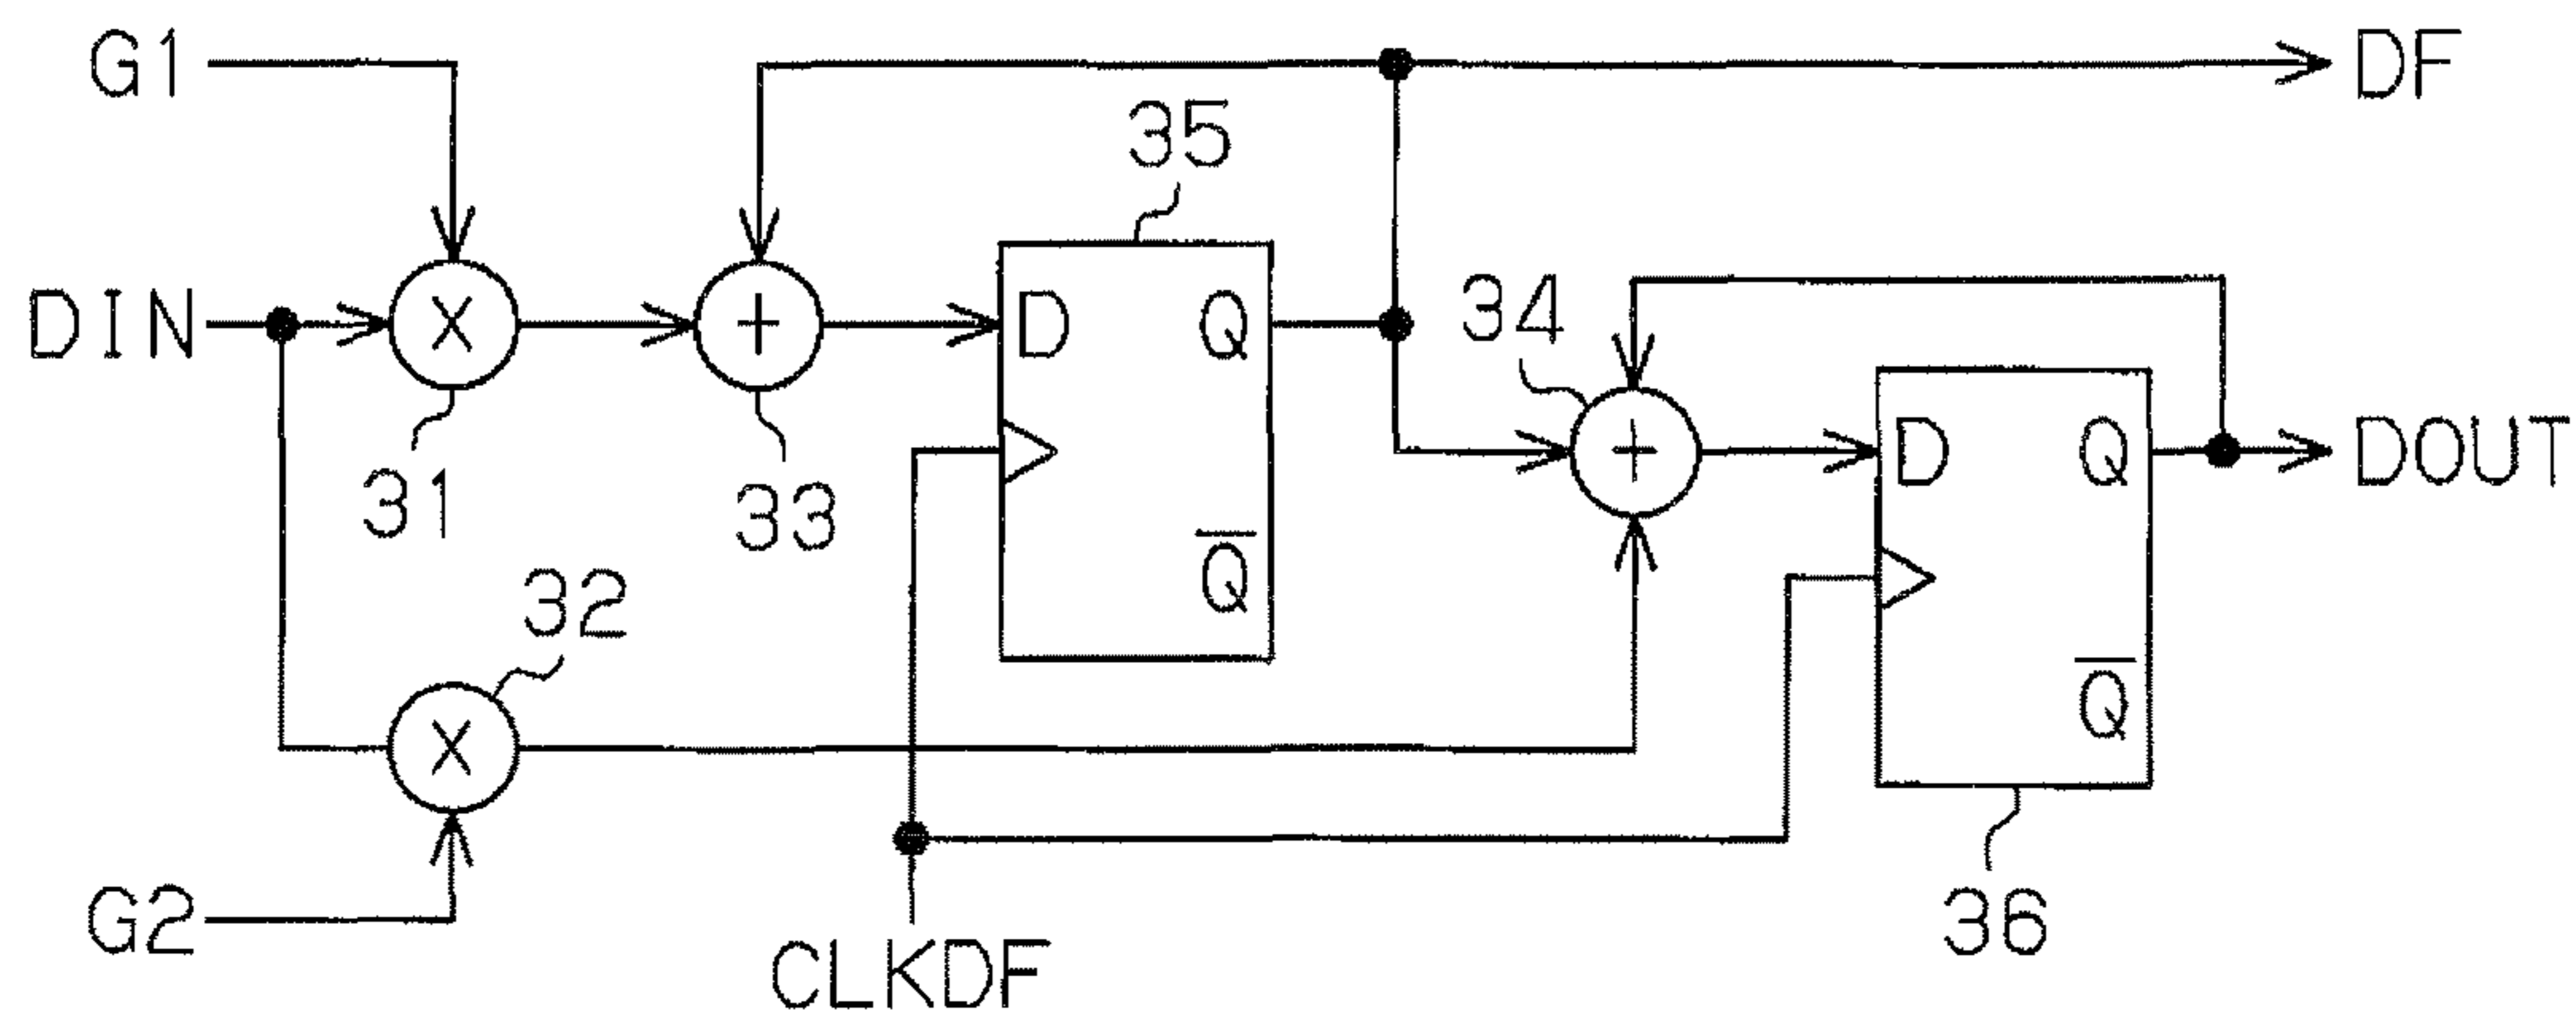 G1
DF
35
DIN
X
+
D
Q
34
31
33
+
D
Q
DOUT
Q
32
X
Q
G2
36
CLKDF